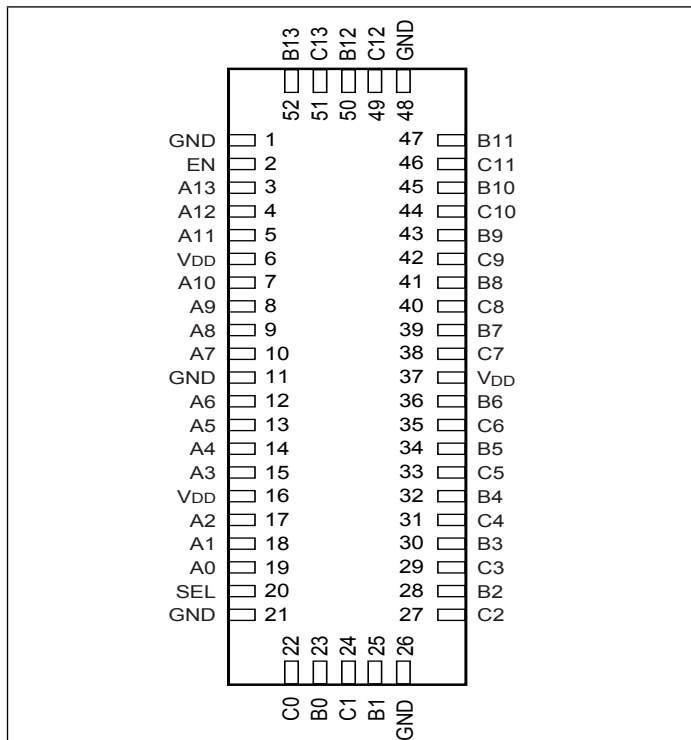 B13 C13 B12 C12 GND
52 51 50 49 48
GND 1 47 B11
EN 2 46 C11
A13 3 45 B10
A12 4 44 C10
A11 5 43 B9
VDD 6 42 C9
A10 7 41 B8
A9 8 40 C8
A8 9 39 B7
A7 10 38 C7
GND 11 37 VDD
A6 12 36 B6
A5 13 35 C6
A4 14 34 B5
A3 15 33 C5
VDD 16 32 B4
A2 17 31 C4
A1 18 30 B3
A0 19 29 C3
SEL 20 28 B2
GND 21 27 C2
22 23 24 25 26
C0 B0 C1 B1 GND